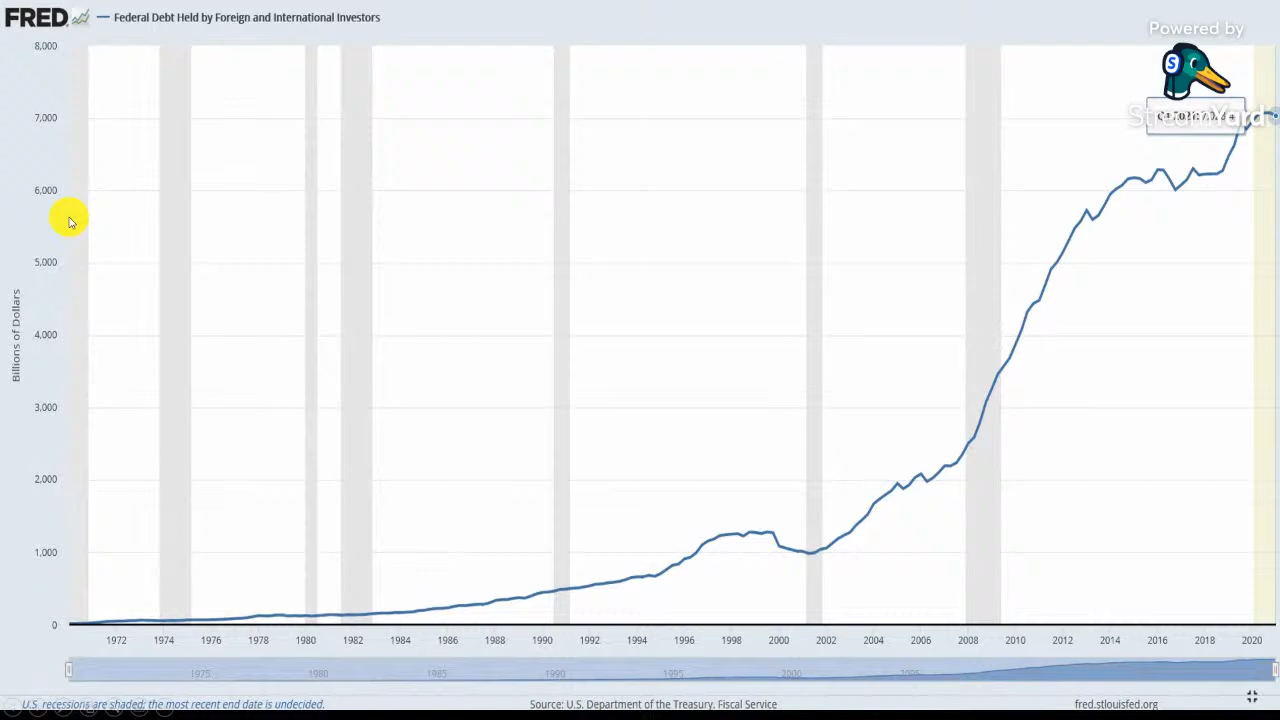 FRED
Federal Debt Held by Foreign and International Investors
Powered by
S
StreamYard
8,000
7,000
6,000
5,000
4,000
3,000
2,000
1,000
0
Billions of Dollars
1972 1974 1976 1978 1980 1982 1984 1986 1988 1990 1992 1994 1996 1998 2000 2002 2004 2006 2008 2010 2012 2014 2016 2018 2020
1975 1980 1985 1990 1995 2000 2005
U.S. recessions are shaded; the most recent end date is undecided.
Source: U.S. Department of the Treasury. Fiscal Service
fred.stlouisfed.org